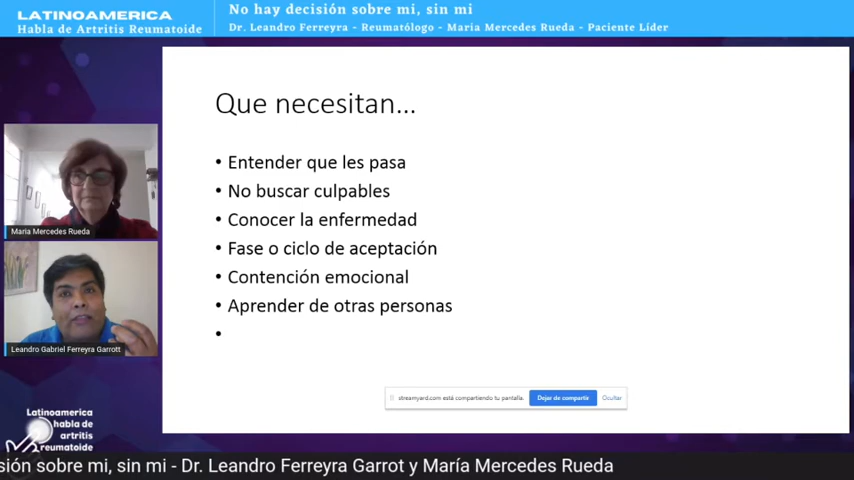 LATINOAMERICA
Habla de Artritis Reumatoide
No hay decisión sobre mi, sin mi
Dr. Leandro Ferreyra - Reumatólogo - María Mercedes Rueda - Paciente Líder
Que necesitan...
• Entender que les pasa
• No buscar culpables
• Conocer la enfermedad
• Fase o ciclo de aceptación
• Contención emocional
• Aprender de otras personas
•
María Mercedes Rueda
Leandro Gabriel Ferreyra Garrott
streamyard.com está compartiendo tu pantalla.
Dejar de compartir
Ocultar
Latinoamerica
habla de
artritis
reumatoide
sión sobre mi, sin mi - Dr. Leandro Ferreyra Garrot y María Mercedes Rueda